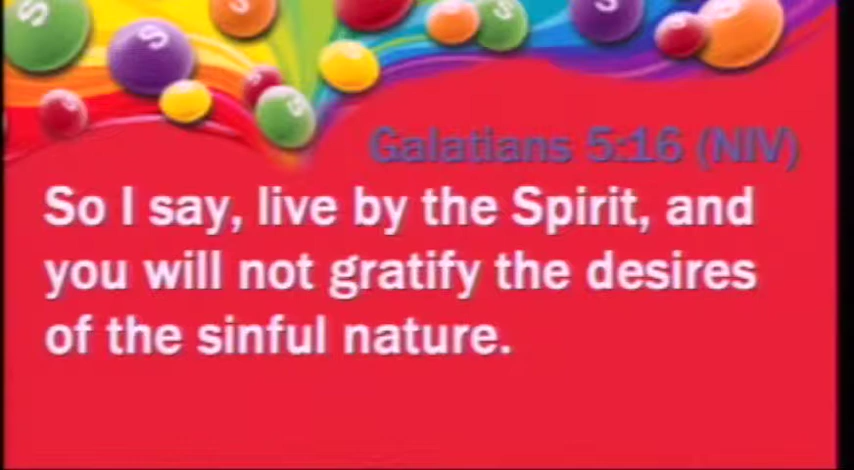 S
S
S
S
S
S
Galatians 5:16 (NIV)
So I say, live by the Spirit, and
you will not gratify the desires
of the sinful nature.